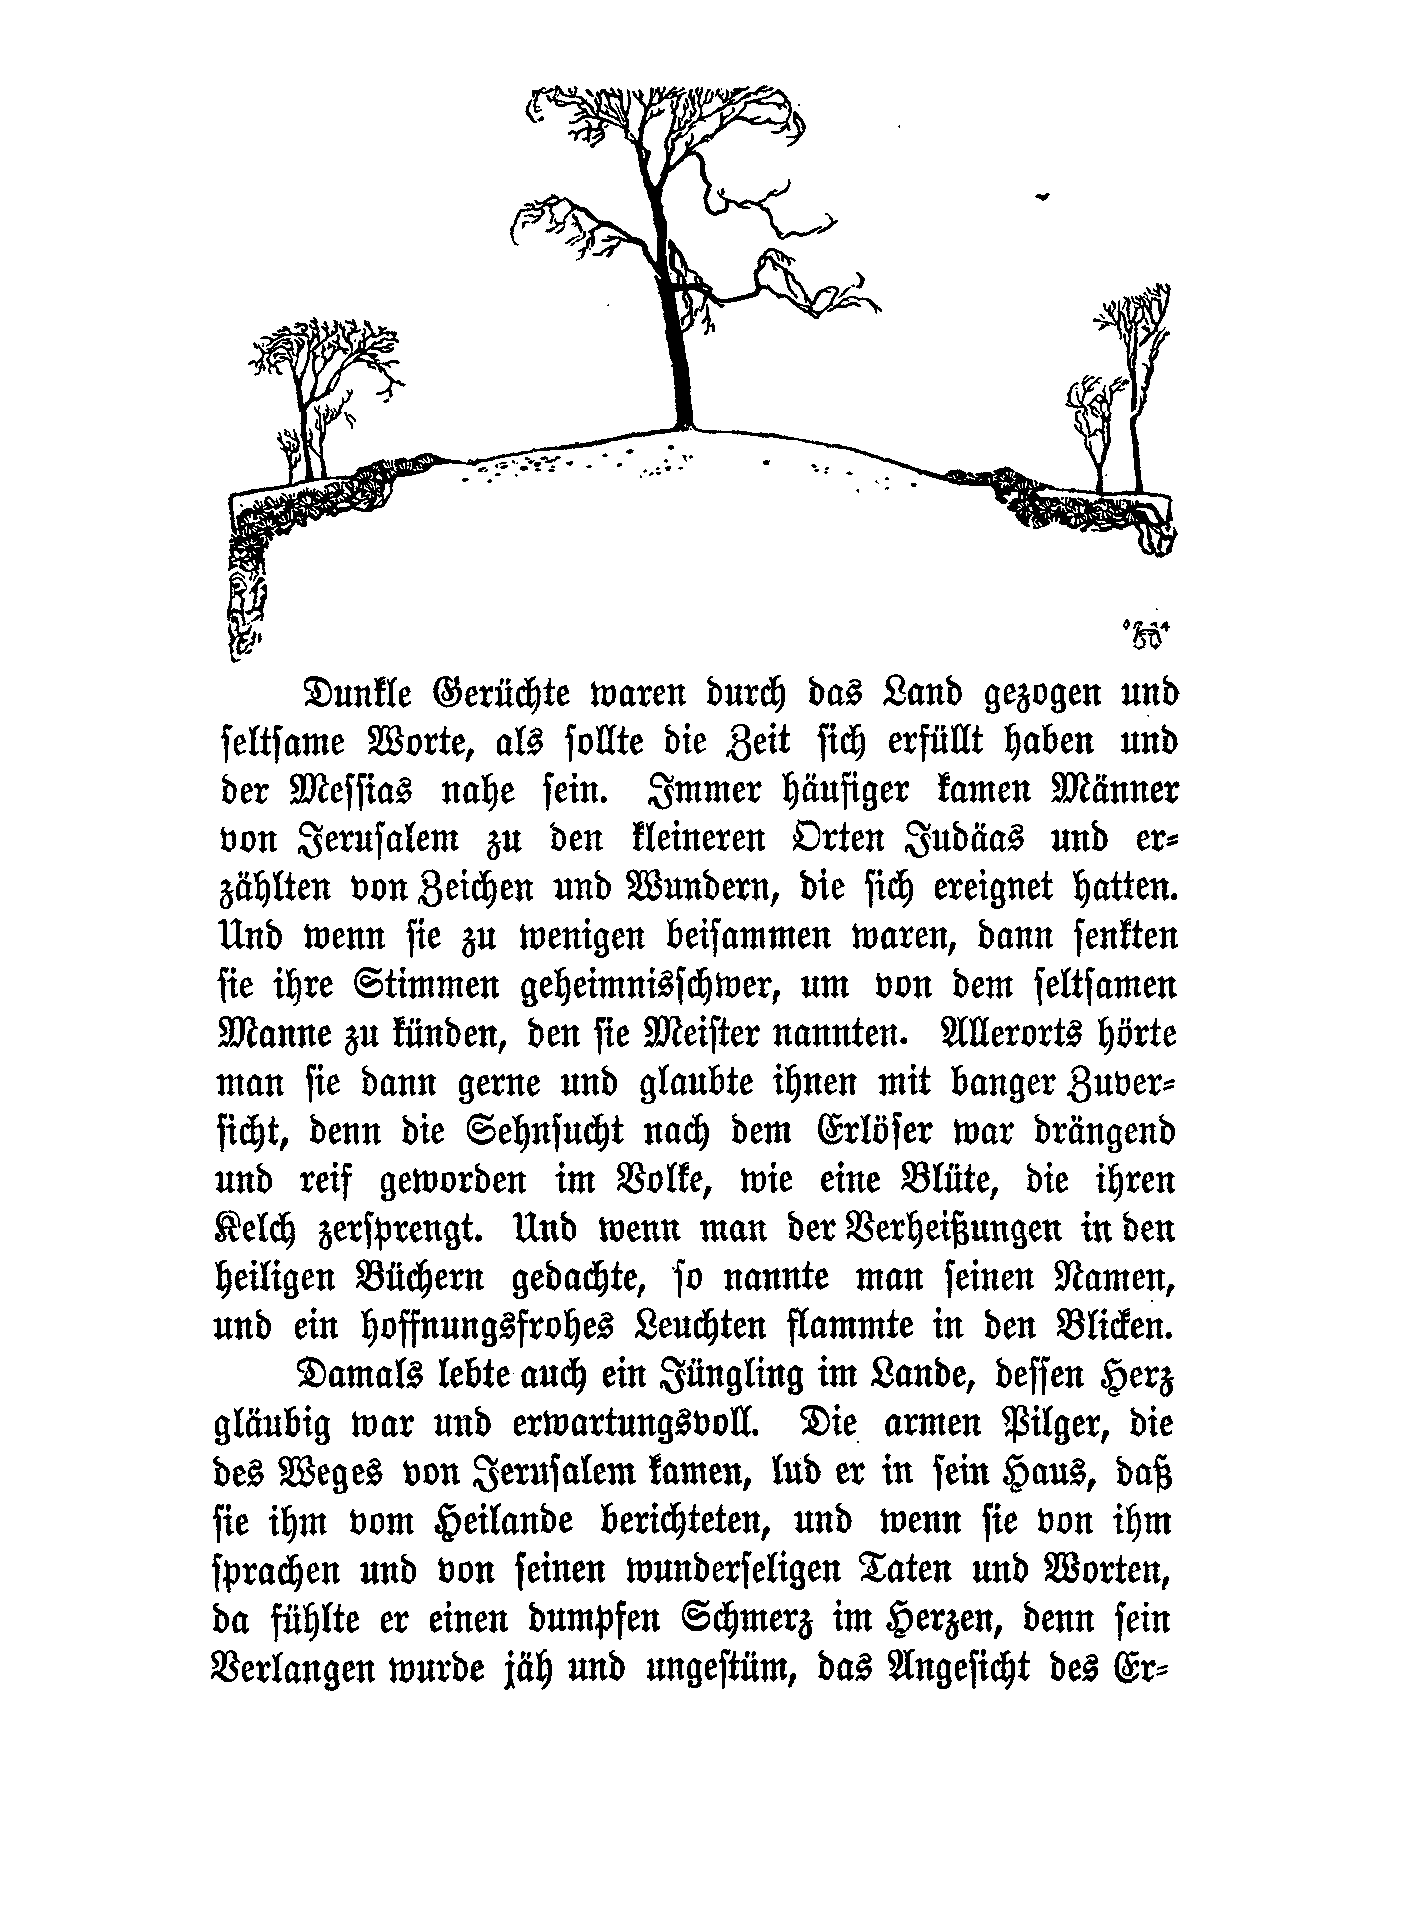 Dunkle Gerüchte waren durch das Land gezogen und
seltsame Worte, als sollte die Zeit sich erfüllt haben und
der Messias nahe sein. Immer häufiger kamen Männer
von Jerusalem zu den kleineren Orten Judäas und er-
zählten von Zeichen und Wundern, die sich ereignet hatten.
Und wenn sie zu wenigen beisammen waren, dann senkten
sie ihre Stimmen geheimnisschwer, um von dem seltsamen
Manne zu künden, den sie Meister nannten. Allerorts hörte
man sie dann gerne und glaubte ihnen mit banger Zuver-
sicht, denn die Sehnsucht nach dem Erlöser war drängend
und reif geworden im Volke, wie eine Blüte, die ihren
Kelch zersprengt. Und wenn man der Verheißungen in den
heiligen Büchern gedachte, so nannte man seinen Namen,
und ein hoffnungsfrohes Leuchten flammte in den Blicken.
Damals lebte auch ein Jüngling im Lande, dessen Herz
gläubig war und erwartungsvoll. Die armen Pilger, die
des Weges von Jerusalem kamen, lud er in sein Haus, daß
sie ihm vom Heilande berichteten, und wenn sie von ihm
sprachen und von seinen wunderseligen Taten und Worten,
da fühlte er einen dumpfen Schmerz im Herzen, denn sein
Verlangen wurde jäh und ungestüm, das Angesicht des Er-